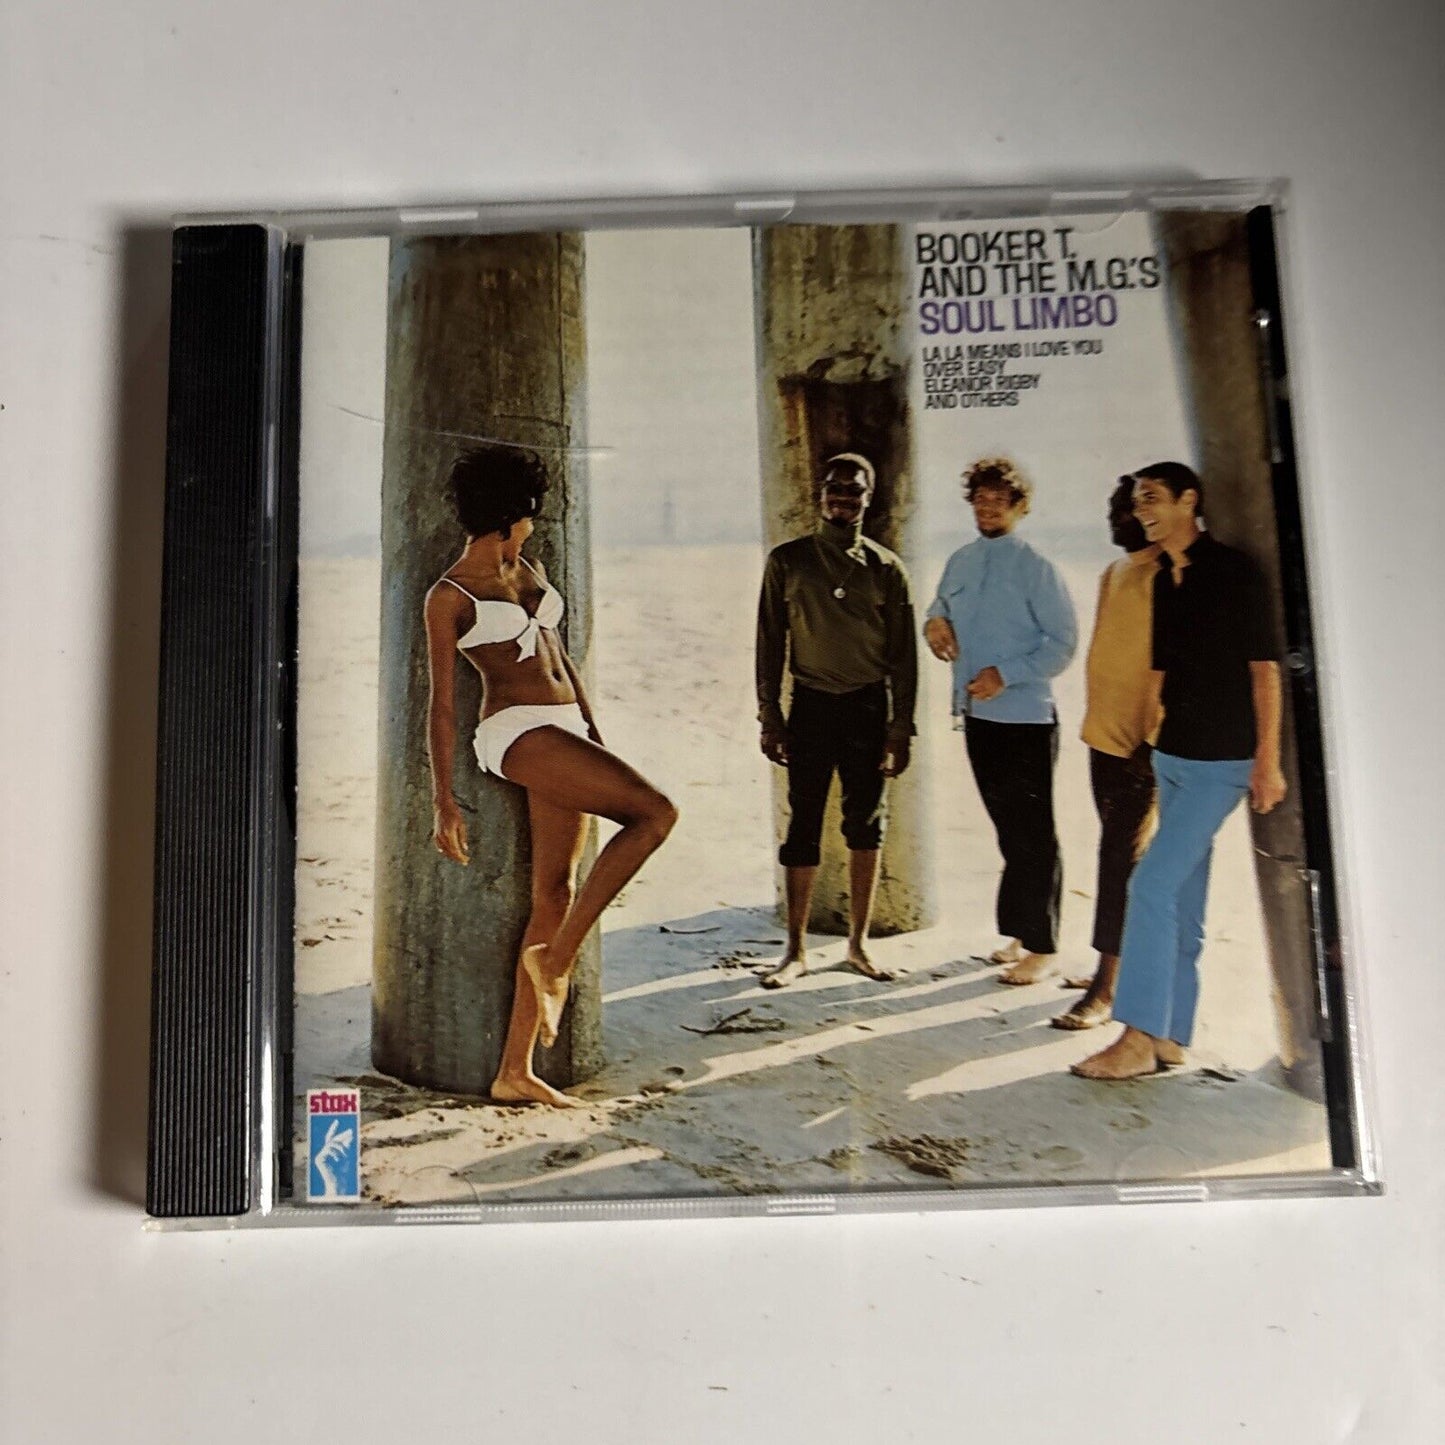 BOOKER T.
AND THE M.G.'S
SOUL LIMBO
LA LA MEANS I LOVE YOU
OVER EASY
ELEANOR RIGBY
AND OTHERS
stax